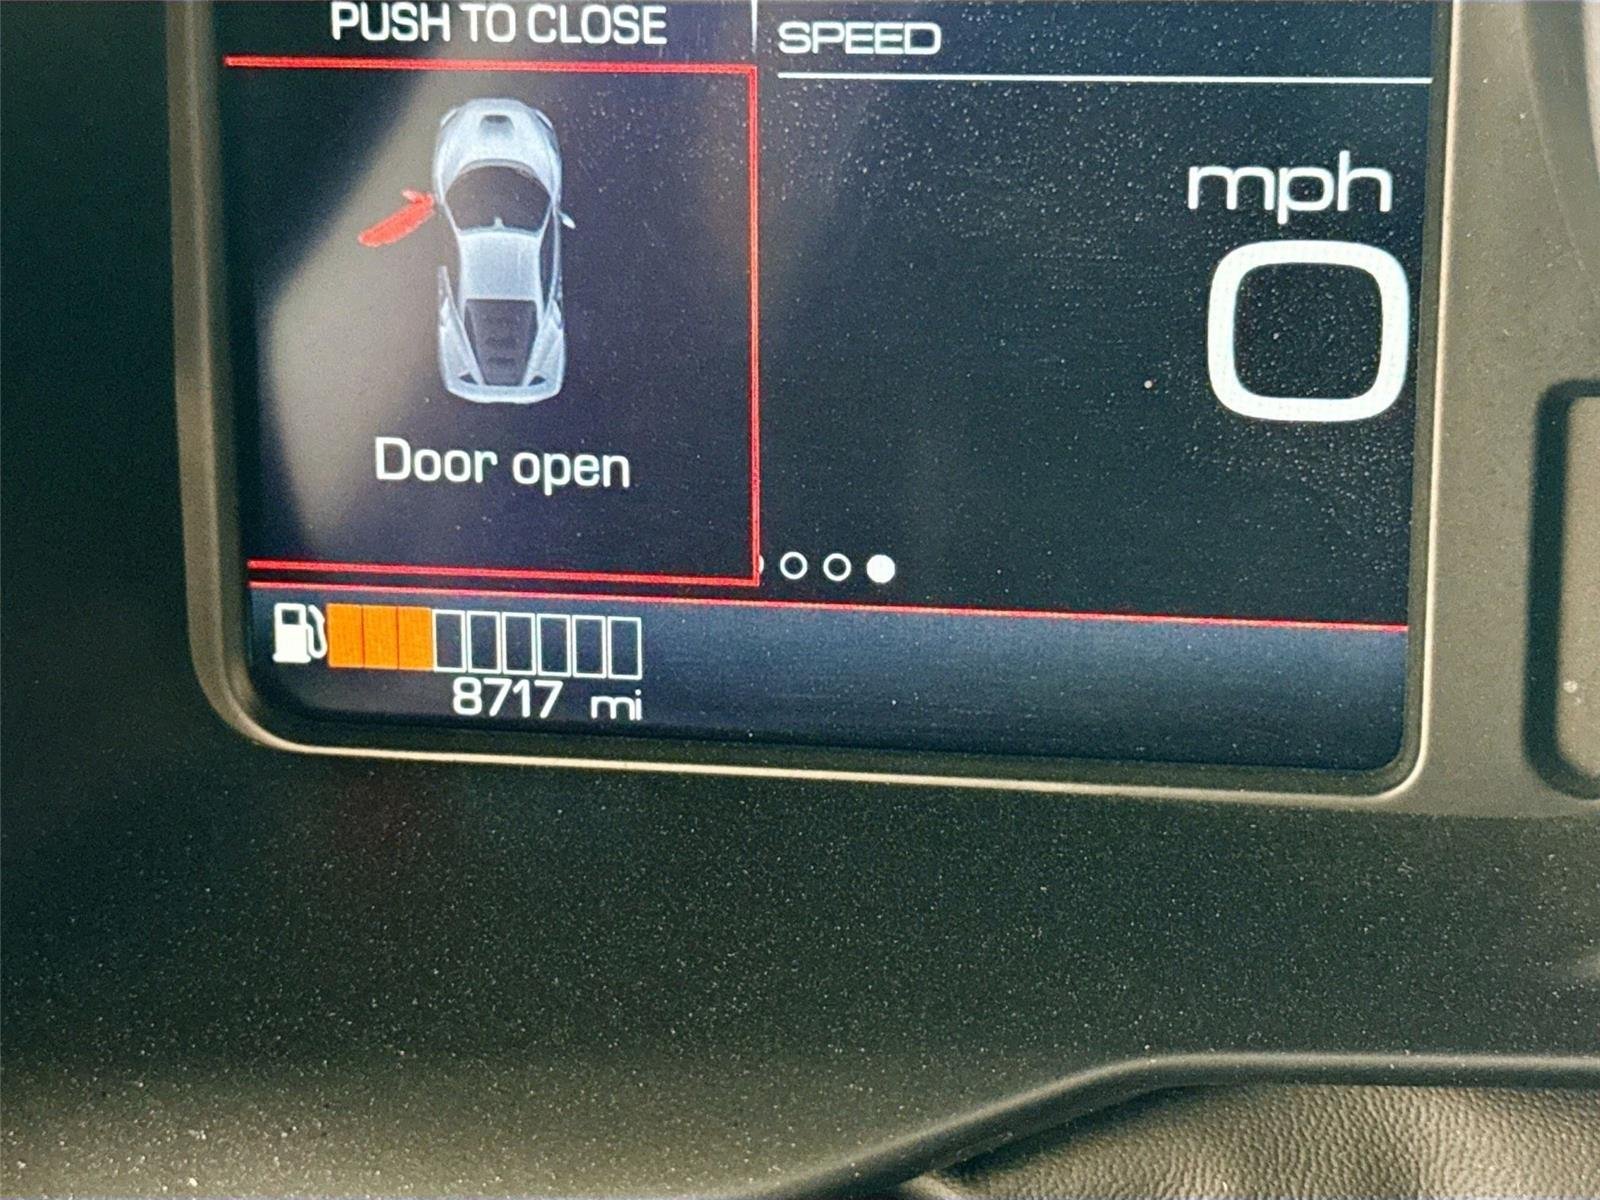 PUSH TO CLOSE
SPEED
mph
0
Door open
8717 mi